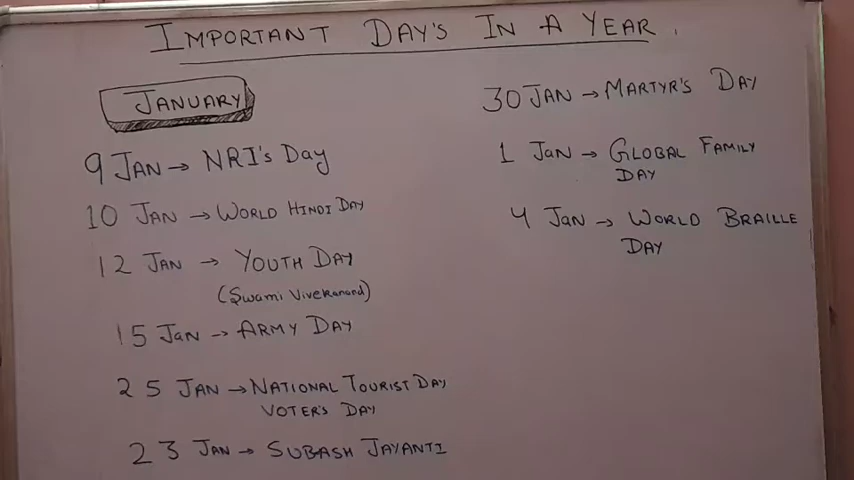 IMPORTANT DAY'S IN A YEAR.
JANUARY
9 JAN → NRI's Day
10 JAN → WORLD HINDI DAY
12 JAN → YOUTH DAY
(Swami Vivekanand)
15 Jan → ARMY DAY
25 JAN → NATIONAL TOURIST DAY
VOTER'S DAY
23 JAN → SUBASH JAYANTI
30 JAN → MARTYR'S DAY
1 Jan → GLOBAL FAMILY
DAY
4 Jan → WORLD BRAILLE
DAY